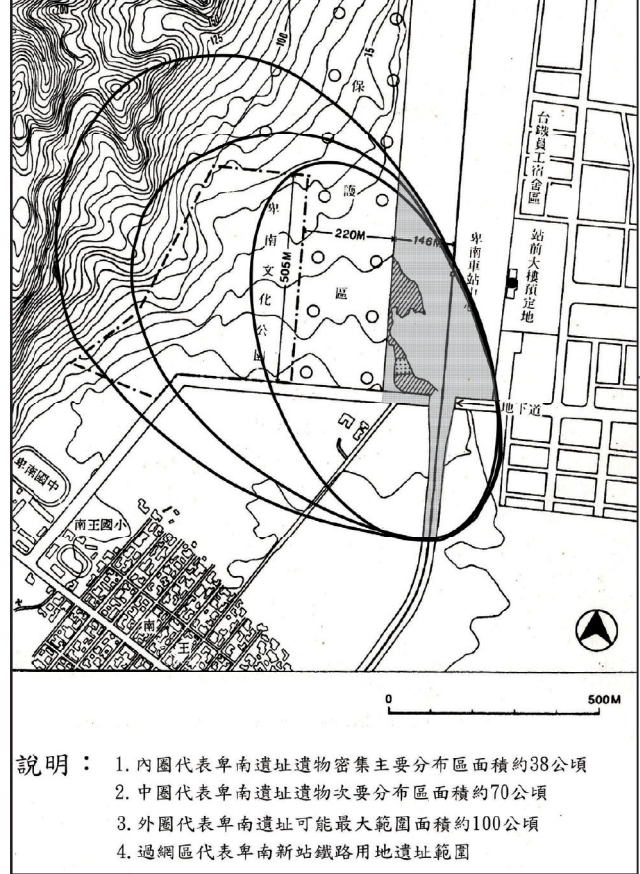 125
100
15
保
護
區
台鐵員工宿舍區
站前大樓預定地
卑南車站
卑南文化公園
505M
220M
146M
地下道
卑南國中
南王國小
南王
0 500M
說明：
1.內圈代表卑南遺址遺物密集主要分布區面積約38公頃
2.中圈代表卑南遺址遺物次要分布區面積約70公頃
3.外圈代表卑南遺址可能最大範圍面積約100公頃
4.過網區代表卑南新站鐵路用地遺址範圍